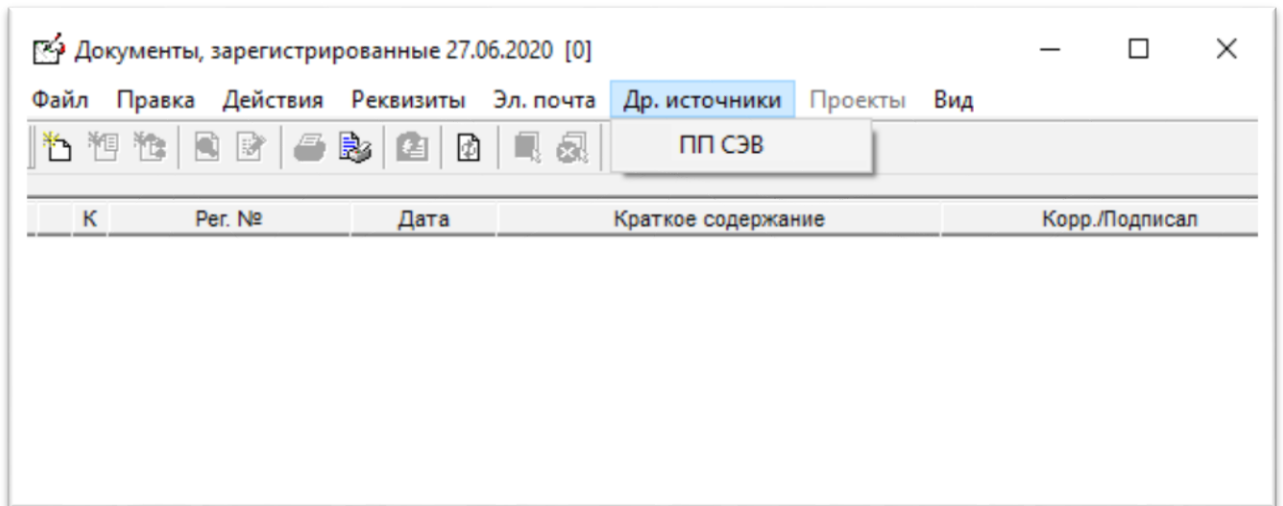 Документы, зарегистрированные 27.06.2020 [0]
Файл Правка Действия Реквизиты Эл. почта Др. источники Проекты Вид
ПП СЭВ
К Рег. № Дата Краткое содержание Корр./Подписал